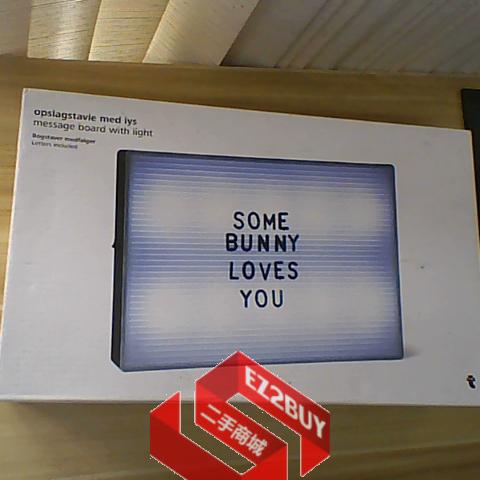 opslagstavle med lys
message board with light
Bogstaver medfølger
Letters included
SOME
BUNNY
LOVES
YOU
EZ2BUY
二手商城